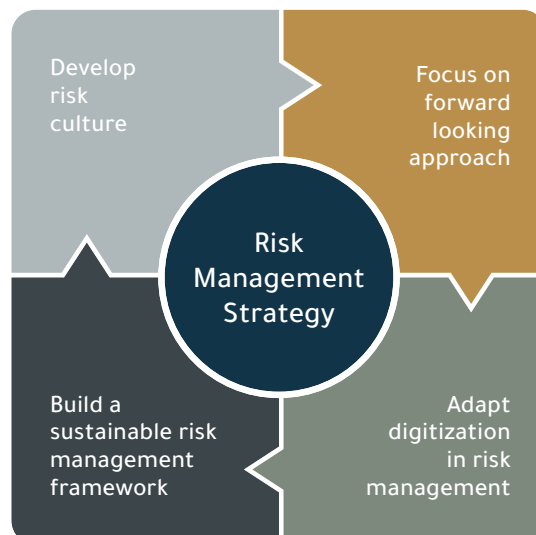 Develop
risk
culture
Focus on
forward
looking
approach
Risk
Management
Strategy
Build a
sustainable risk
management
framework
Adapt
digitization
in risk
management